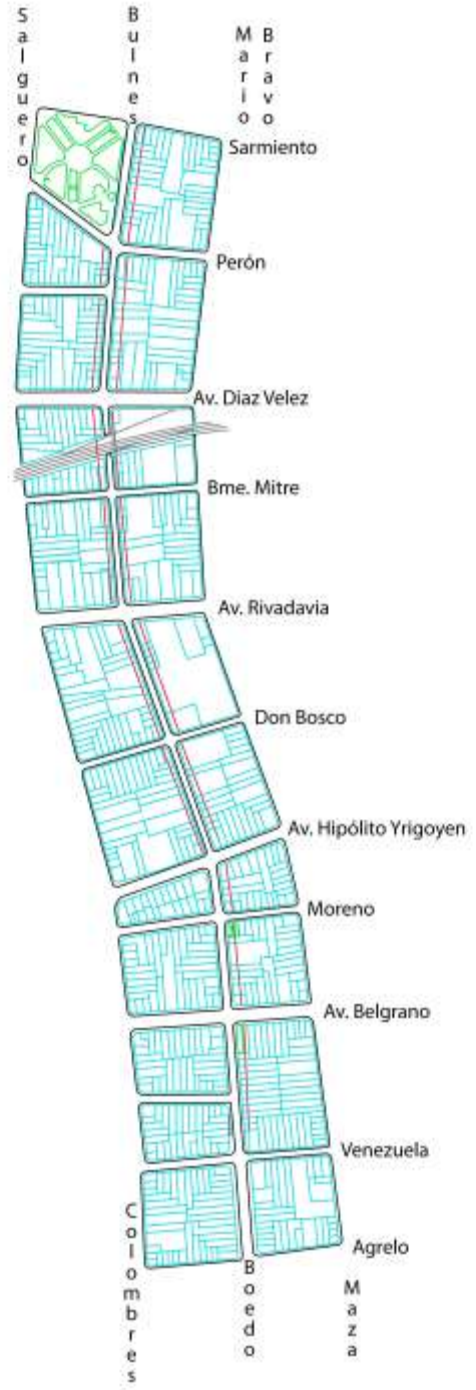 Salguero
Bulnes
Mario
Bravo
Sarmiento
Perón
Av. Diaz Velez
Bme. Mitre
Av. Rivadavia
Don Bosco
Av. Hipólito Yrigoyen
Moreno
Av. Belgrano
Venezuela
Agrelo
Colombres
Boedo
Maza